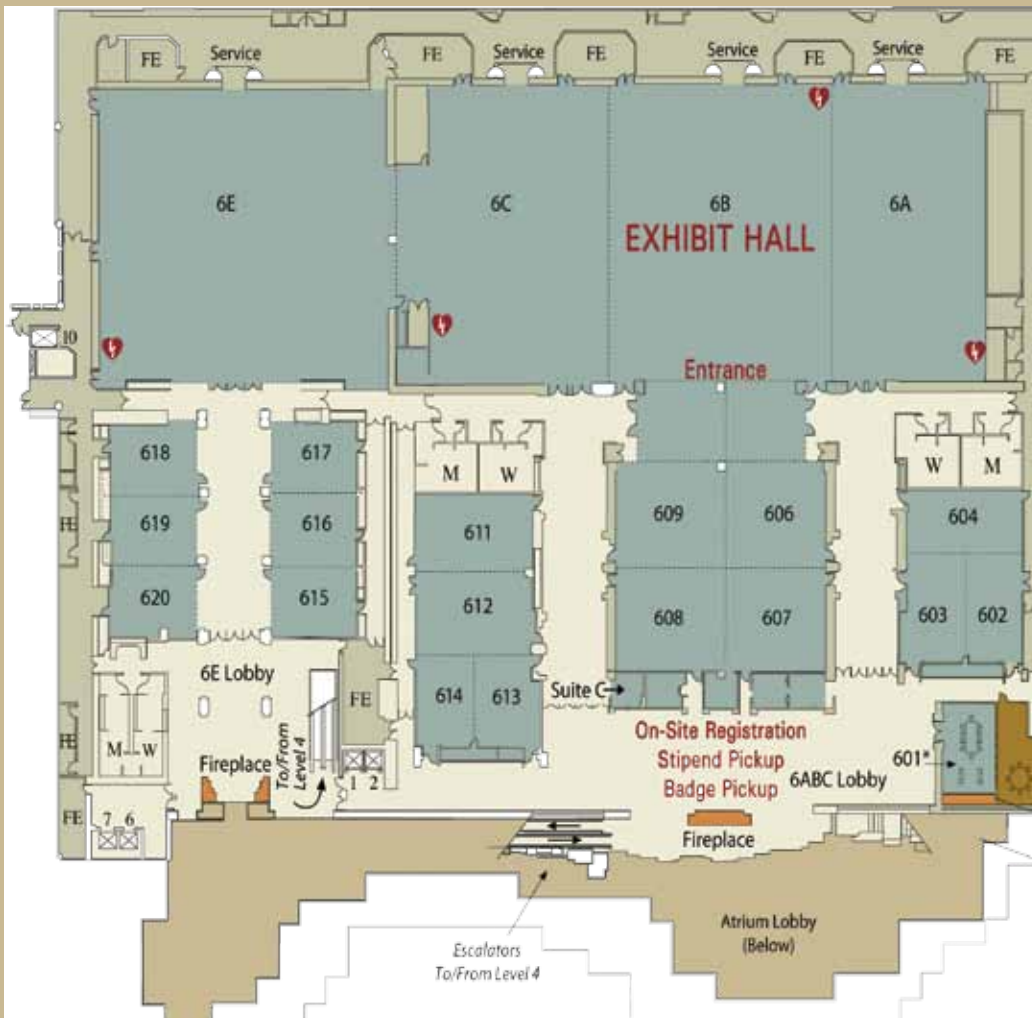 FE
Service
FE
Service
FE
Service
FE
Service
FE
6E
6C
6B
6A
EXHIBIT HALL
10
Entrance
618
617
M
W
W
M
619
616
611
609
606
604
FE
620
615
612
608
607
603
602
6E Lobby
FE
614
613
Suite C
On-Site Registration
Stipend Pickup
Badge Pickup
FE
M
W
Fireplace
To/From
Level 4
1
2
601*
6ABC Lobby
FE
7
6
Fireplace
Atrium Lobby
(Below)
Escalators
To/From Level 4